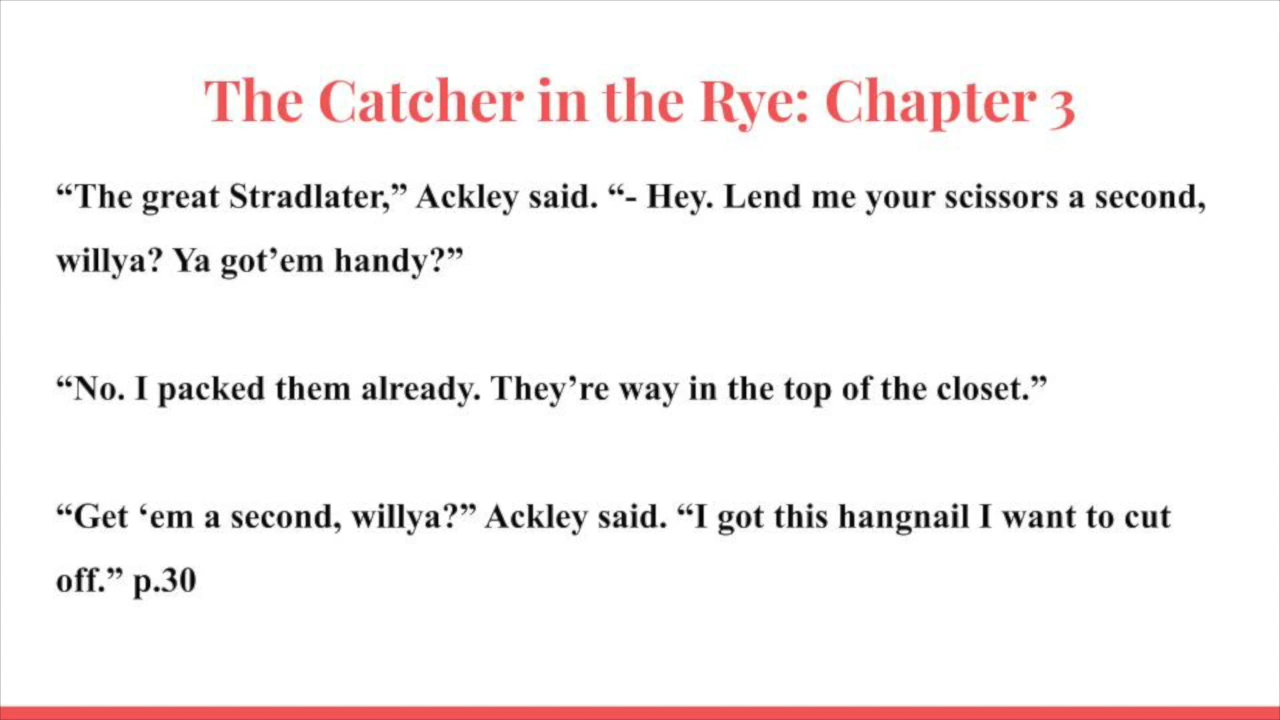 The Catcher in the Rye: Chapter 3
“The great Stradlater,” Ackley said. “- Hey. Lend me your scissors a second,
willya? Ya got’em handy?”
“No. I packed them already. They’re way in the top of the closet.”
“Get ‘em a second, willya?” Ackley said. “I got this hangnail I want to cut
off.” p.30